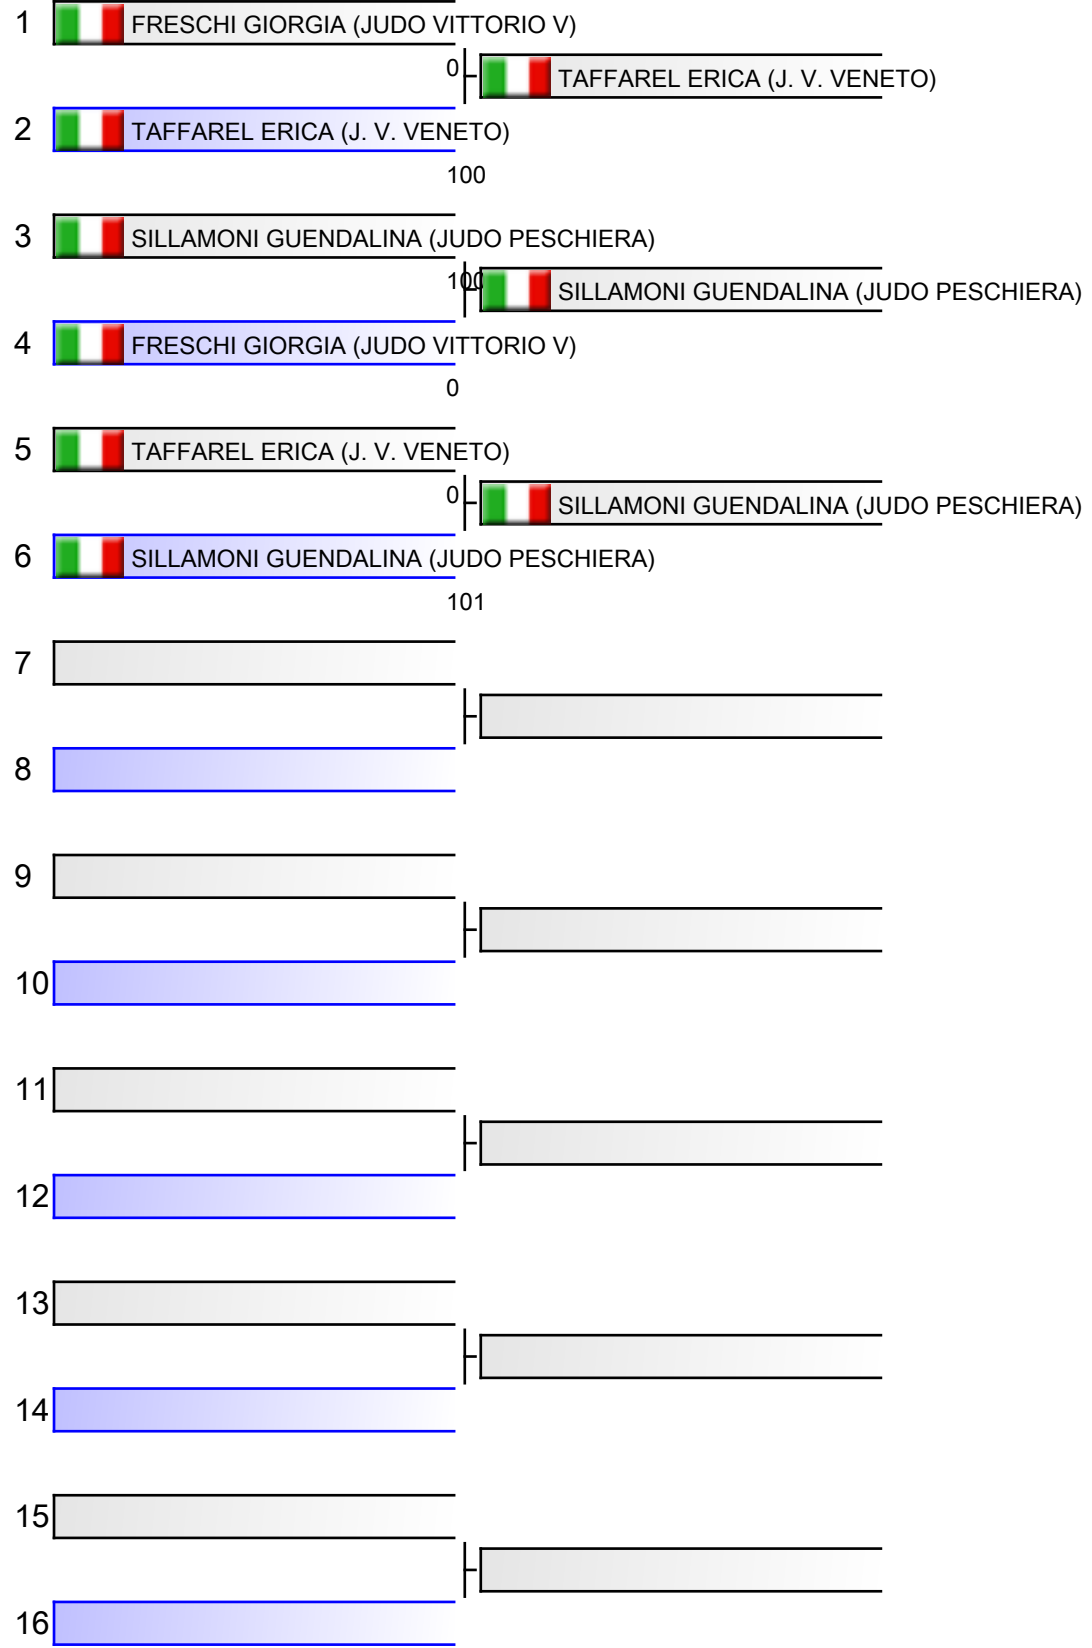 1 FRESCHI GIORGIA (JUDO VITTORIO V)
0 TAFFAREL ERICA (J. V. VENETO)
2 TAFFAREL ERICA (J. V. VENETO)
100
3 SILLAMONI GUENDALINA (JUDO PESCHIERA)
100 SILLAMONI GUENDALINA (JUDO PESCHIERA)
4 FRESCHI GIORGIA (JUDO VITTORIO V)
0
5 TAFFAREL ERICA (J. V. VENETO)
0 SILLAMONI GUENDALINA (JUDO PESCHIERA)
6 SILLAMONI GUENDALINA (JUDO PESCHIERA)
101
7
8
9
10
11
12
13
14
15
16